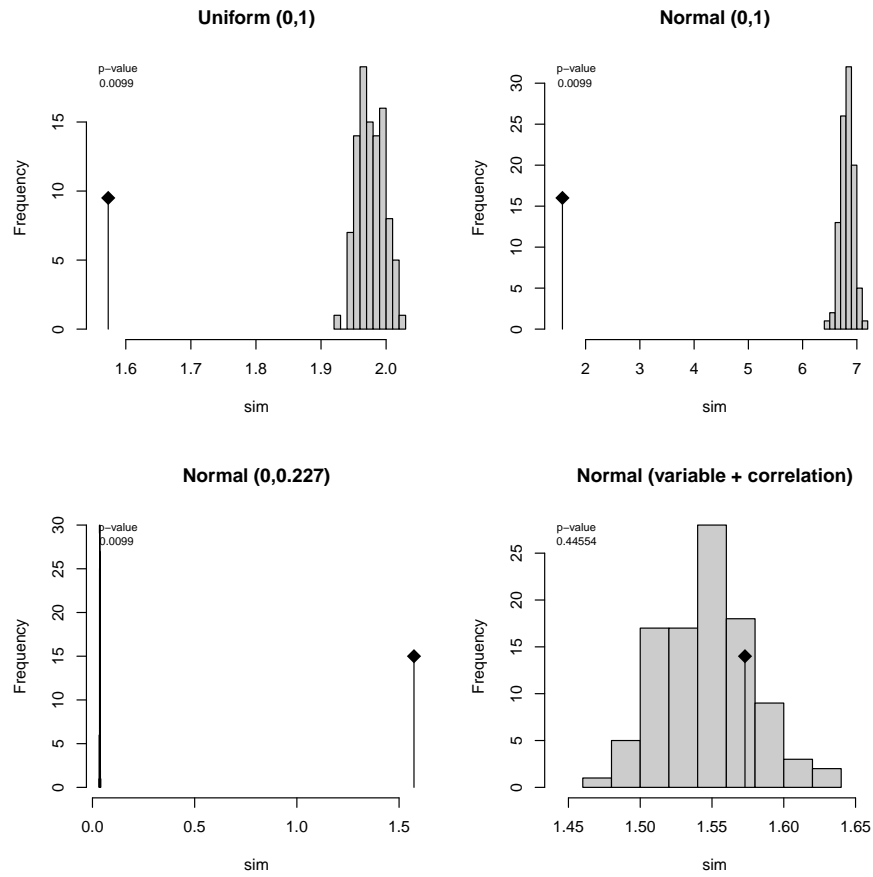 Uniform (0,1)
p−value
0.0099
Frequency
0
5
10
15
1.6 1.7 1.8 1.9 2.0
sim
Normal (0,1)
p−value
0.0099
Frequency
0
5
10
15
20
25
30
2 3 4 5 6 7
sim
Normal (0,0.227)
p−value
0.0099
Frequency
0
5
10
15
20
25
30
0.0 0.5 1.0 1.5
sim
Normal (variable + correlation)
p−value
0.44554
Frequency
0
5
10
15
20
25
1.45 1.50 1.55 1.60 1.65
sim